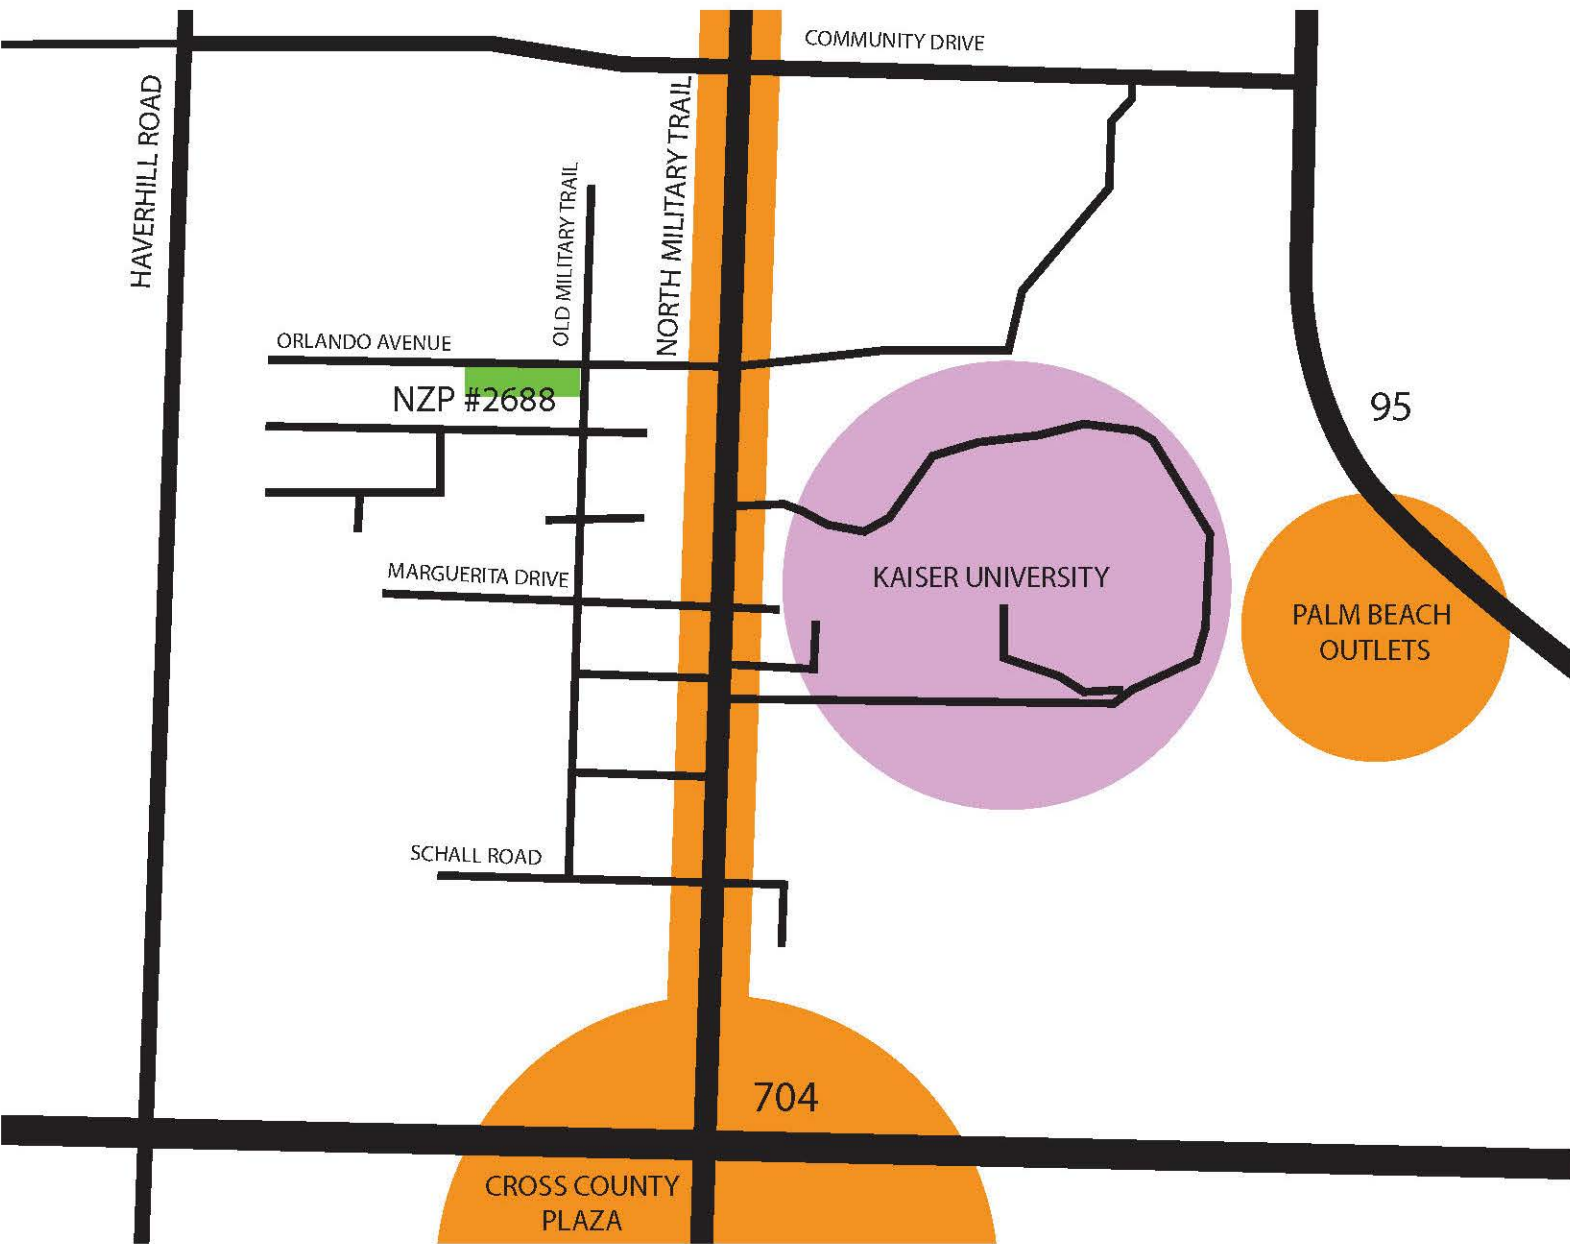 COMMUNITY DRIVE
HAVERHILL ROAD
NORTH MILITARY TRAIL
OLD MILITARY TRAIL
ORLANDO AVENUE
NZP #2688
95
MARGUERITA DRIVE
KAISER UNIVERSITY
PALM BEACH
OUTLETS
SCHALL ROAD
704
CROSS COUNTY
PLAZA